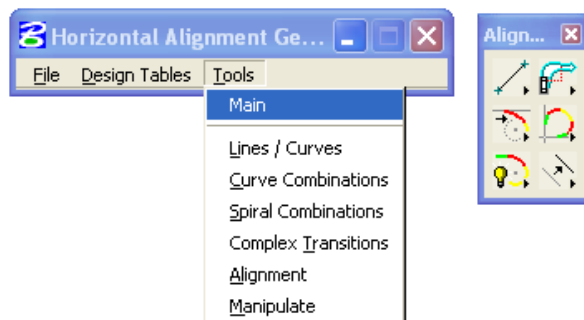 Horizontal Alignment Ge...
File Design Tables Tools
Main
Lines / Curves
Curve Combinations
Spiral Combinations
Complex Transitions
Alignment
Manipulate
Align...